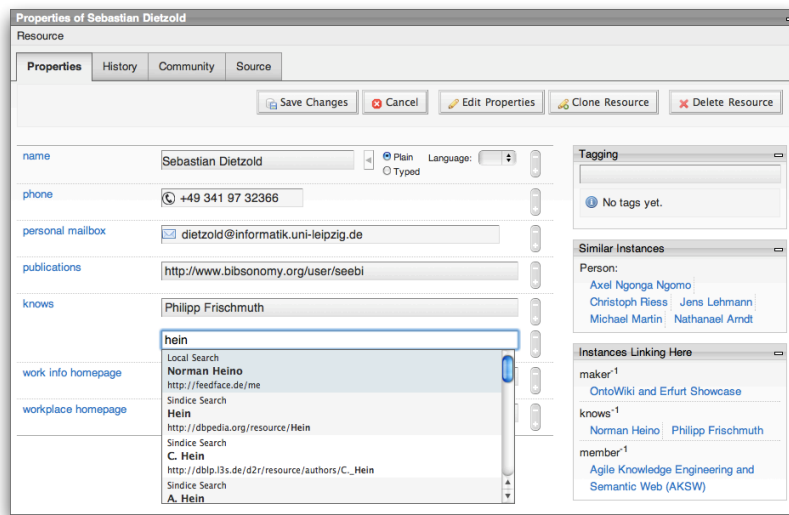 Properties of Sebastian Dietzold
Resource
Properties History Community Source
Save Changes Cancel Edit Properties Clone Resource Delete Resource
name
Sebastian Dietzold
Plain
Typed
Language:
phone
+49 341 97 32366
personal mailbox
dietzold@informatik.uni-leipzig.de
publications
http://www.bibsonomy.org/user/seebi
knows
Philipp Frischmuth
hein
Local Search
Norman Heino
http://feedface.de/me
Sindice Search
Hein
http://dbpedia.org/resource/Hein
Sindice Search
C. Hein
http://dblp.l3s.de/d2r/resource/authors/C._Hein
Sindice Search
A. Hein
work info homepage
workplace homepage
Tagging
No tags yet.
Similar Instances
Person:
Axel Ngonga Ngomo
Christoph Riess Jens Lehmann
Michael Martin Nathanael Arndt
Instances Linking Here
maker-1
OntoWiki and Erfurt Showcase
knows-1
Norman Heino Philipp Frischmuth
member-1
Agile Knowledge Engineering and
Semantic Web (AKSW)